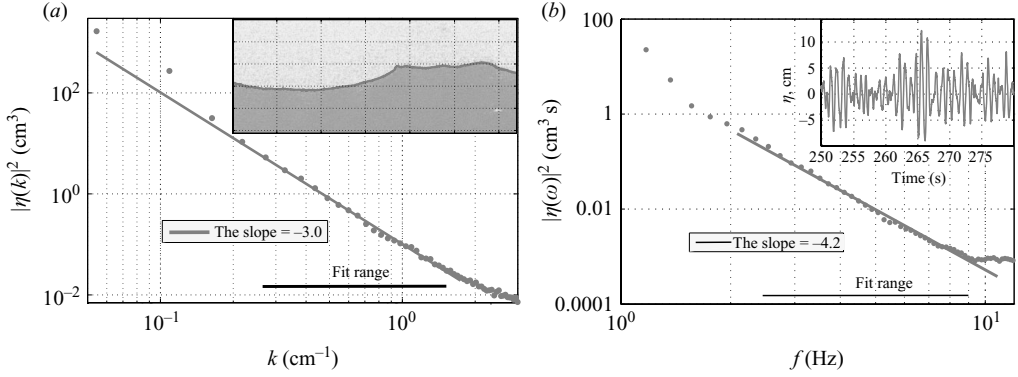 (a)
10²
10⁰
10⁻²
|η(k)|² (cm³)
The slope = –3.0
Fit range
10⁻¹
10⁰
k (cm⁻¹)
(b)
100
1
0.01
0.0001
|η(ω)|² (cm³ s)
10
5
0
–5
η, cm
250 255 260 265 270 275
Time (s)
The slope = –4.2
Fit range
10⁰
10¹
f (Hz)